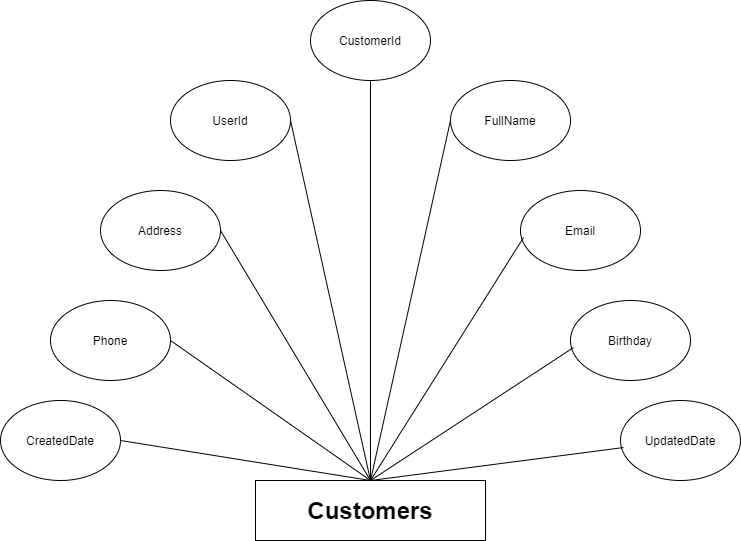 CustomerId
UserId
FullName
Address
Email
Phone
Birthday
CreatedDate
UpdatedDate
Customers